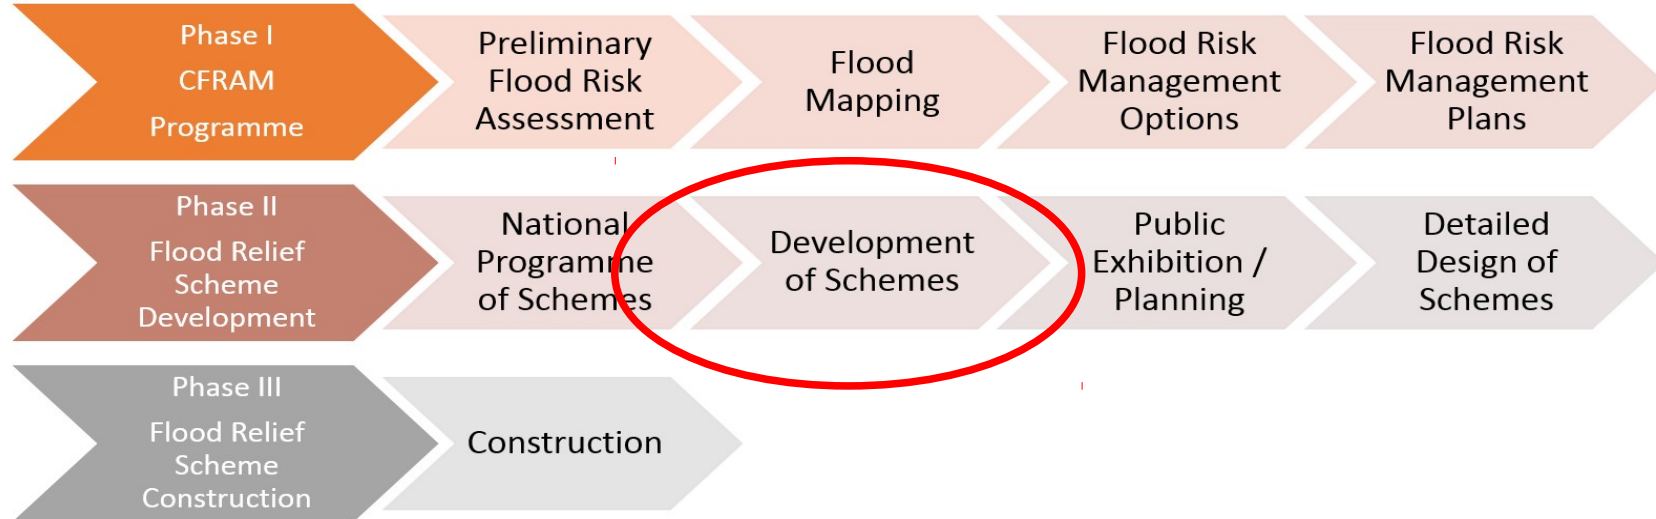 Phase I
CFRAM
Programme
Preliminary
Flood Risk
Assessment
Flood
Mapping
Flood Risk
Management
Options
Flood Risk
Management
Plans
Phase II
Flood Relief
Scheme
Development
National
Programme
of Schemes
Development
of Schemes
Public
Exhibition /
Planning
Detailed
Design of
Schemes
Phase III
Flood Relief
Scheme
Construction
Construction